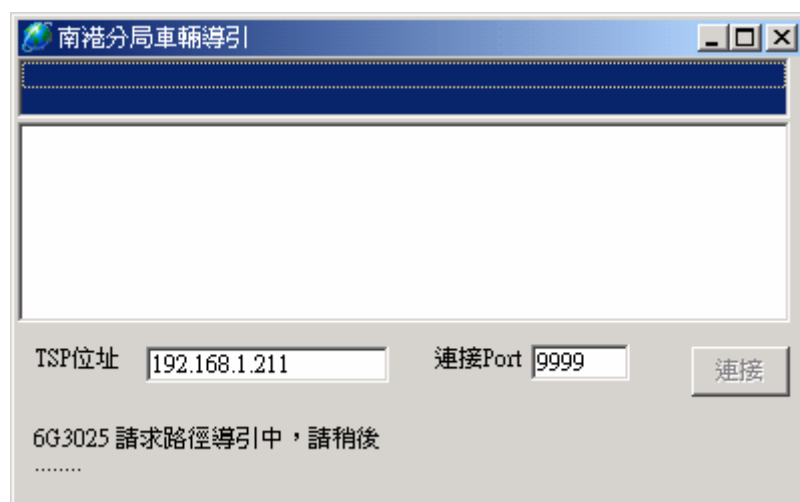 南港分局車輛導引
TSP位址 192.168.1.211 連接Port 9999 連接
6G3025 請求路徑導引中，請稍後
........